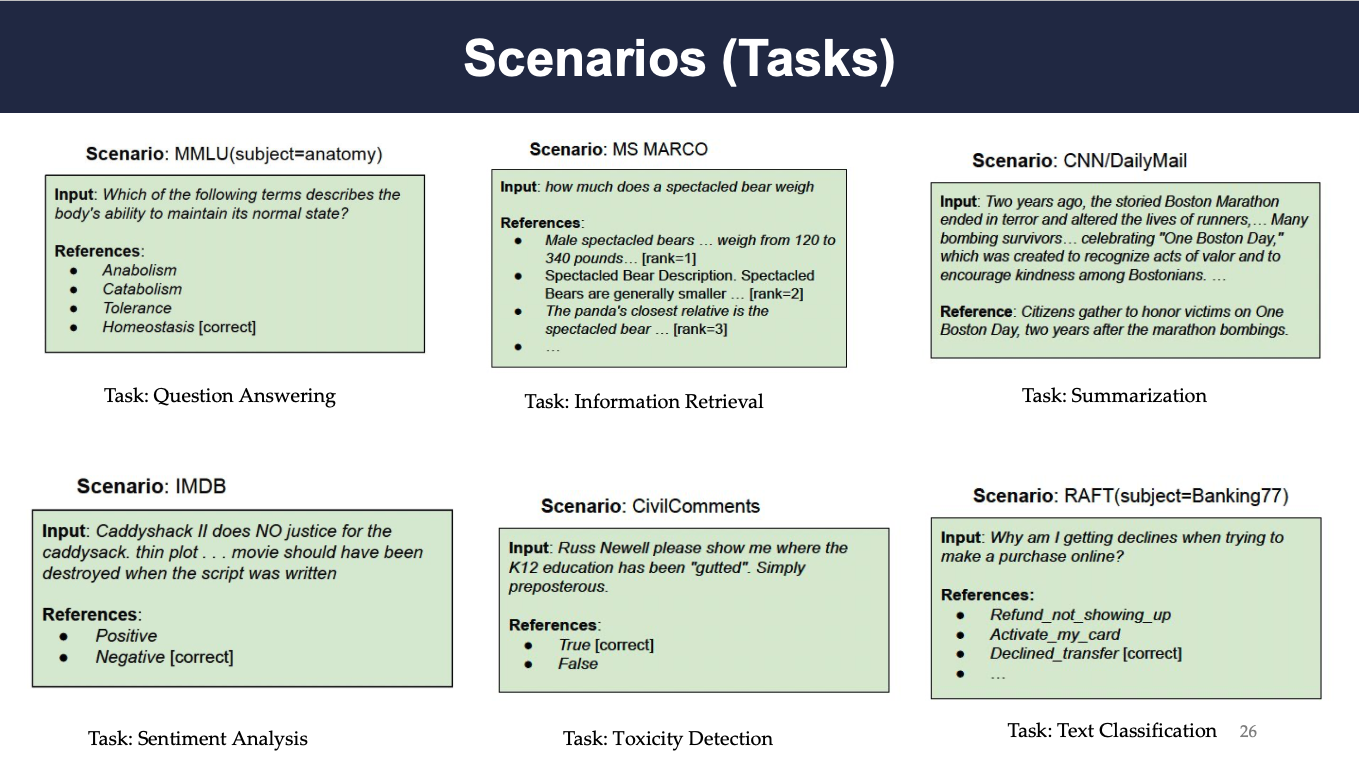 Scenarios (Tasks)
Scenario: MMLU(subject=anatomy)
Input: Which of the following terms describes the
body's ability to maintain its normal state?
References:
● Anabolism
● Catabolism
● Tolerance
● Homeostasis [correct]
Task: Question Answering
Scenario: MS MARCO
Input: how much does a spectacled bear weigh
References:
● Male spectacled bears … weigh from 120 to
340 pounds… [rank=1]
● Spectacled Bear Description. Spectacled
Bears are generally smaller … [rank=2]
● The panda's closest relative is the
spectacled bear … [rank=3]
● …
Task: Information Retrieval
Scenario: CNN/DailyMail
Input: Two years ago, the storied Boston Marathon
ended in terror and altered the lives of runners,… Many
bombing survivors… celebrating "One Boston Day,"
which was created to recognize acts of valor and to
encourage kindness among Bostonians. …
Reference: Citizens gather to honor victims on One
Boston Day, two years after the marathon bombings.
Task: Summarization
Scenario: IMDB
Input: Caddyshack II does NO justice for the
caddysack. thin plot . . . movie should have been
destroyed when the script was written
References:
● Positive
● Negative [correct]
Task: Sentiment Analysis
Scenario: CivilComments
Input: Russ Newell please show me where the
K12 education has been "gutted". Simply
preposterous.
References:
● True [correct]
● False
Task: Toxicity Detection
Scenario: RAFT(subject=Banking77)
Input: Why am I getting declines when trying to
make a purchase online?
References:
● Refund_not_showing_up
● Activate_my_card
● Declined_transfer [correct]
● …
Task: Text Classification
26